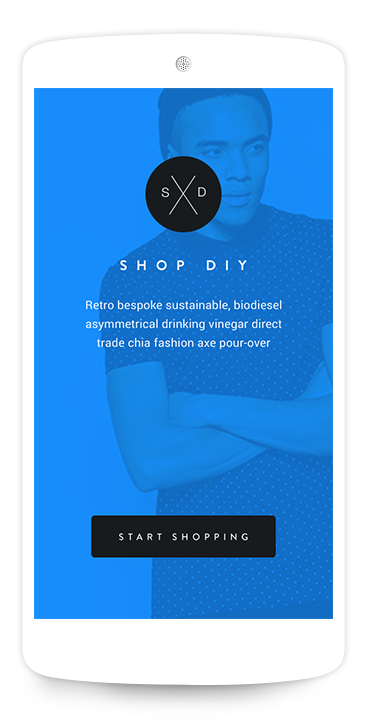 S D
SHOP DIY
Retro bespoke sustainable, biodiesel
asymmetrical drinking vinegar direct
trade chia fashion axe pour-over
START SHOPPING